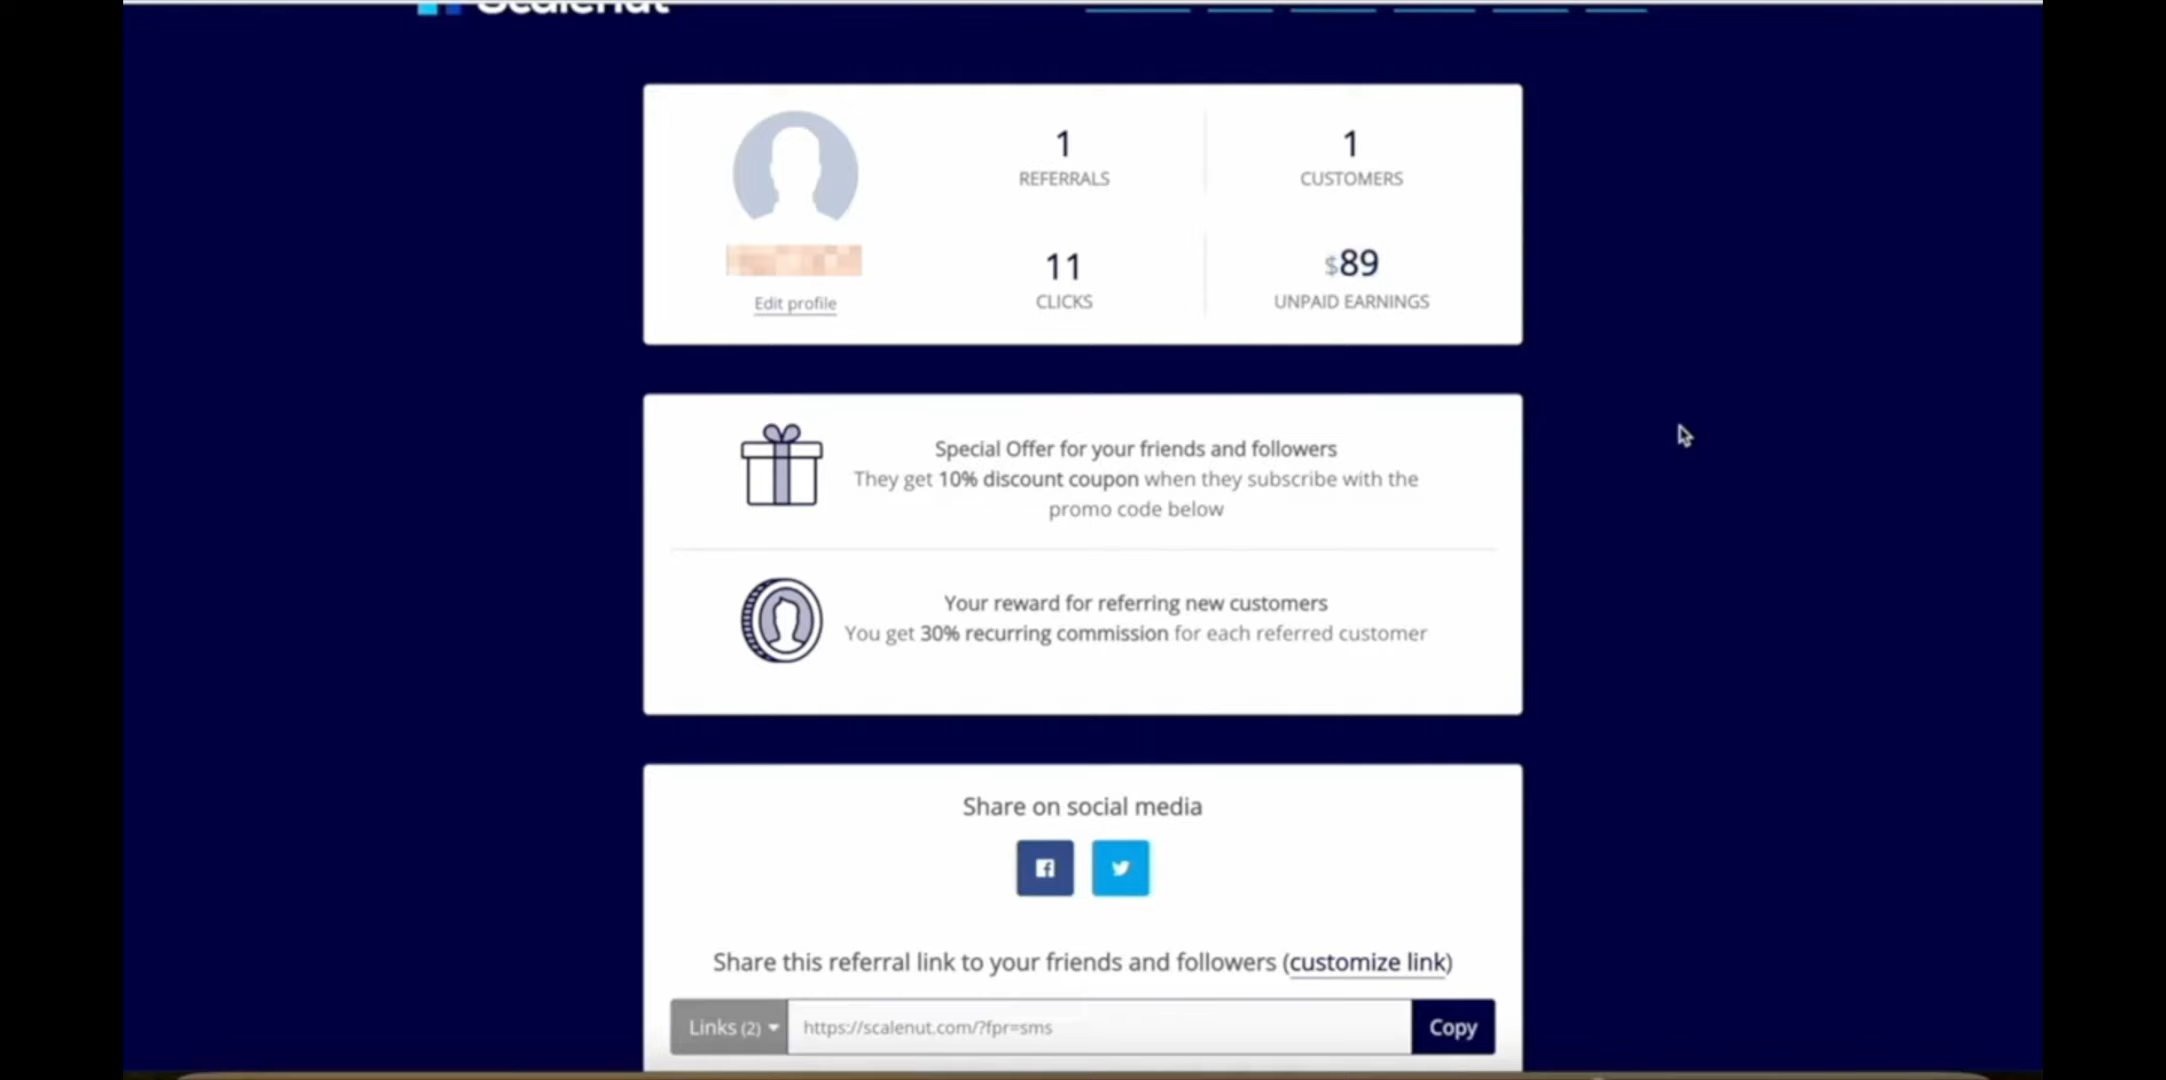 Scalenut
1
REFERRALS
1
CUSTOMERS
11
CLICKS
$89
UNPAID EARNINGS
Edit profile
Special Offer for your friends and followers
They get 10% discount coupon when they subscribe with the
promo code below
Your reward for referring new customers
You get 30% recurring commission for each referred customer
Share on social media
Share this referral link to your friends and followers (customize link)
Links (2)
https://scalenut.com/?fpr=sms
Copy